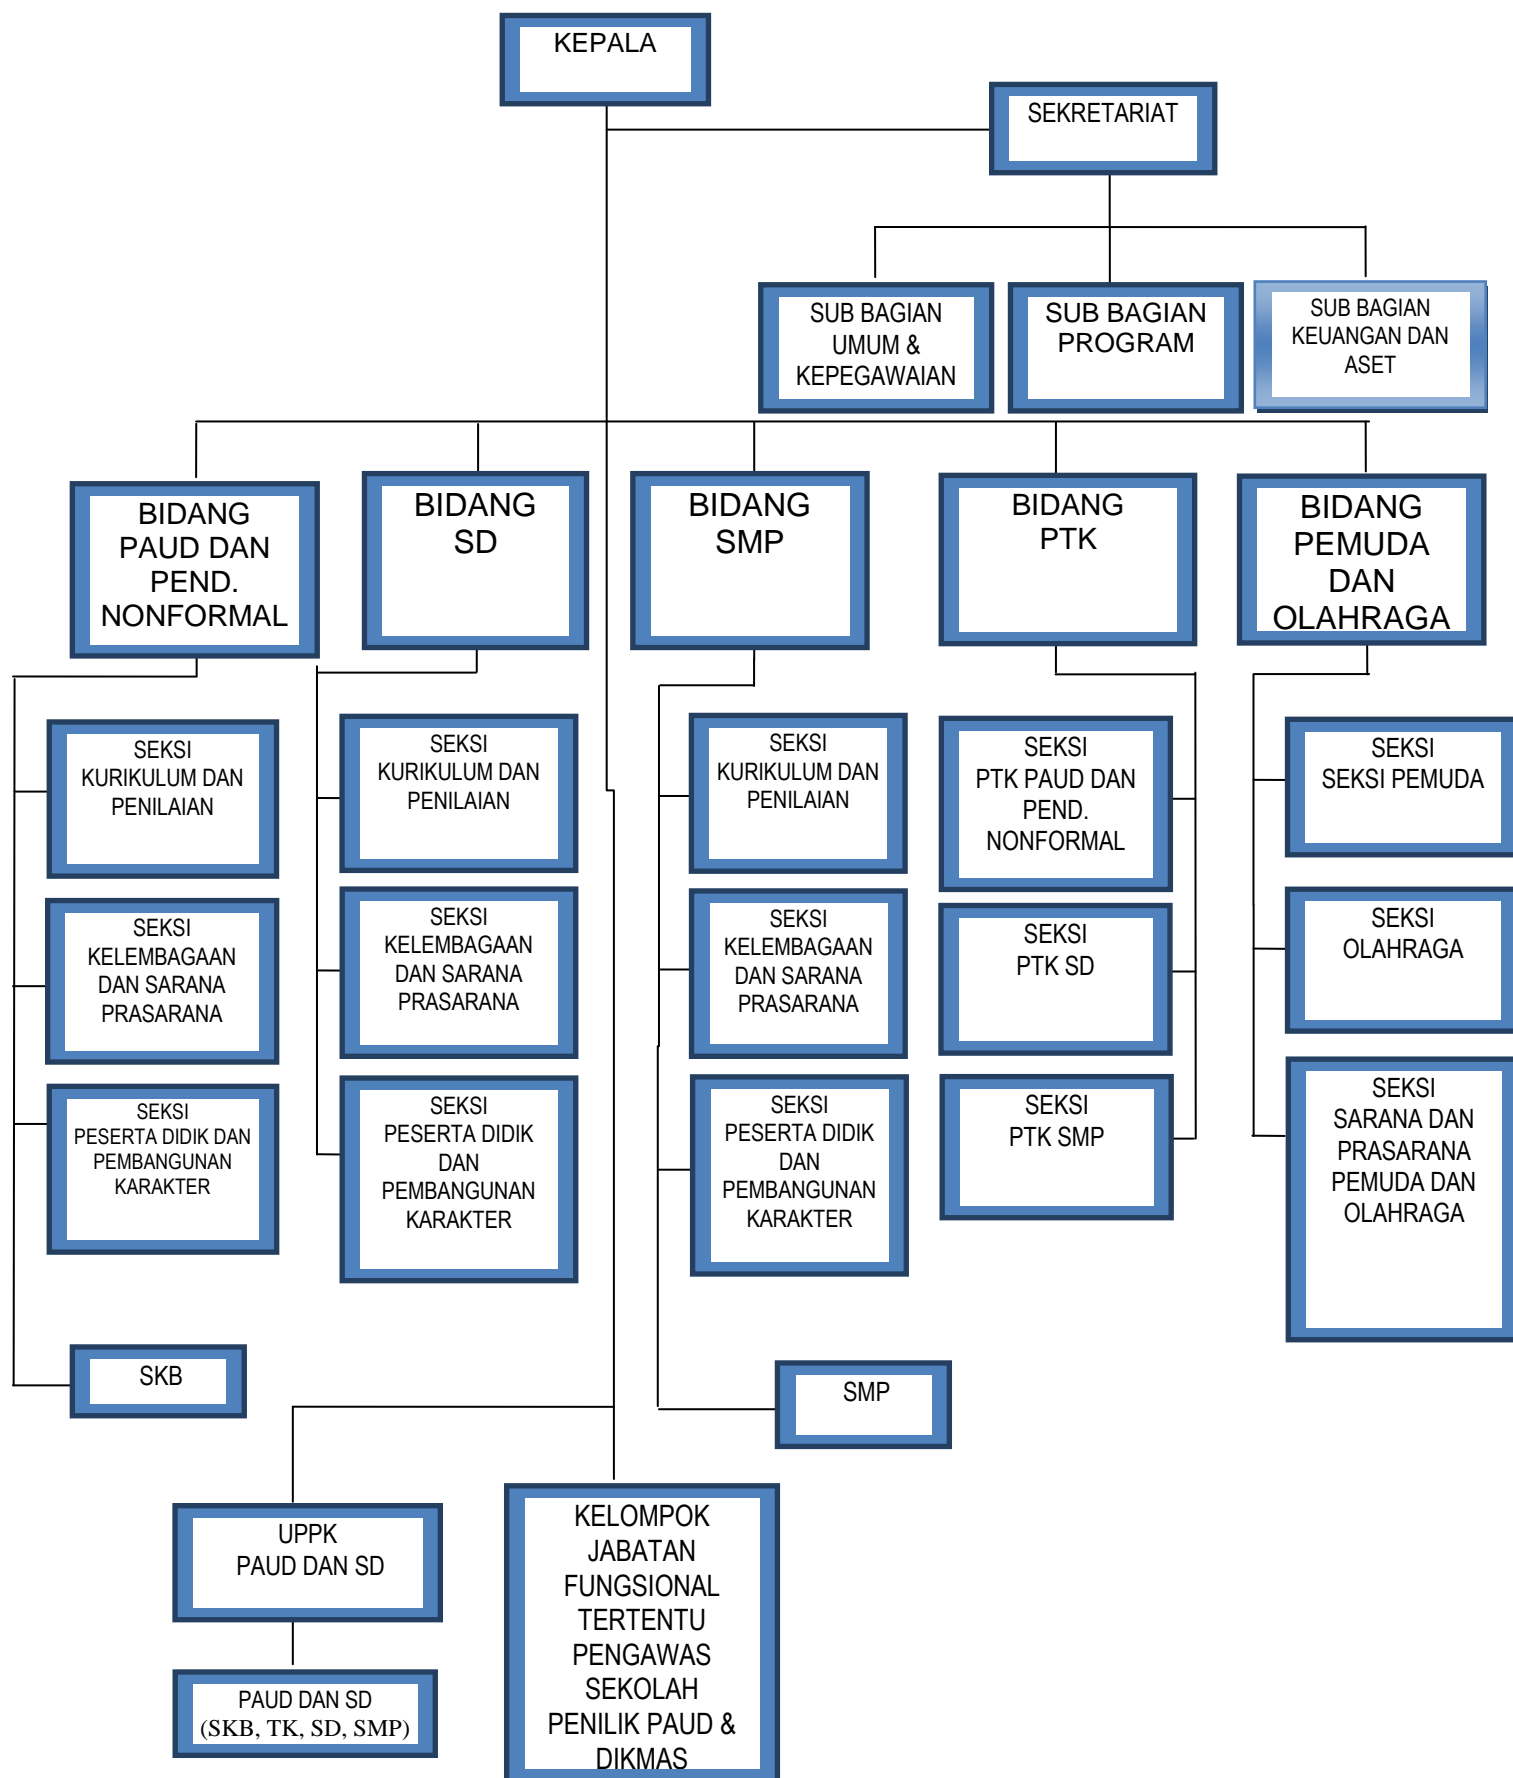 KEPALA
SEKRETARIAT
SUB BAGIAN
UMUM &
KEPEGAWAIAN
SUB BAGIAN
PROGRAM
SUB BAGIAN
KEUANGAN DAN
ASET
BIDANG
PAUD DAN
PEND.
NONFORMAL
BIDANG
SD
BIDANG
SMP
BIDANG
PTK
BIDANG
PEMUDA
DAN
OLAHRAGA
SEKSI
KURIKULUM DAN
PENILAIAN
SEKSI
KURIKULUM DAN
PENILAIAN
SEKSI
KURIKULUM DAN
PENILAIAN
SEKSI
PTK PAUD DAN
PEND.
NONFORMAL
SEKSI
SEKSI PEMUDA
SEKSI
KELEMBAGAAN
DAN SARANA
PRASARANA
SEKSI
KELEMBAGAAN
DAN SARANA
PRASARANA
SEKSI
KELEMBAGAAN
DAN SARANA
PRASARANA
SEKSI
PTK SD
SEKSI
OLAHRAGA
SEKSI
PESERTA DIDIK DAN
PEMBANGUNAN
KARAKTER
SEKSI
PESERTA DIDIK
DAN
PEMBANGUNAN
KARAKTER
SEKSI
PESERTA DIDIK
DAN
PEMBANGUNAN
KARAKTER
SEKSI
PTK SMP
SEKSI
SARANA DAN
PRASARANA
PEMUDA DAN
OLAHRAGA
SKB
SMP
UPPK
PAUD DAN SD
KELOMPOK
JABATAN
FUNGSIONAL
TERTENTU
PENGAWAS
SEKOLAH
PENILIK PAUD &
DIKMAS
PAUD DAN SD
(SKB, TK, SD, SMP)